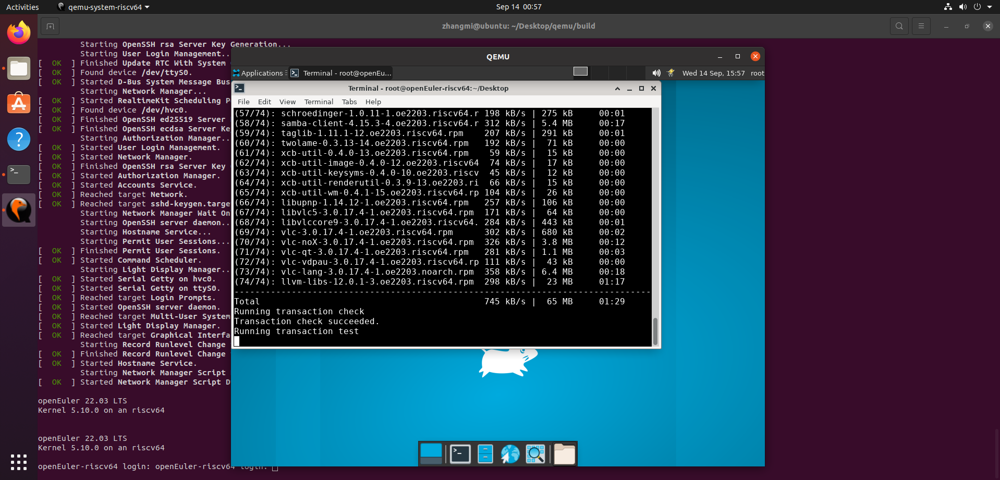 Activities
qemu-system-riscv64
Sep 14 00:57
zhangmi@ubuntu: ~/Desktop/qemu/build
Starting OpenSSH rsa Server Key Generation...
Starting User Login Management..
[ OK ] Finished Update RTC With System
[ OK ] Found device /dev/ttyS0.
[ OK ] Started D-Bus System Message Bus
Starting Network Manager...
[ OK ] Started RealtimeKit Scheduling P
[ OK ] Found device /dev/hvc0.
[ OK ] Finished OpenSSH ed25519 Server
[ OK ] Finished OpenSSH ecdsa Server Ke
Starting Authorization Manager..
[ OK ] Started User Login Management.
[ OK ] Started Network Manager.
[ OK ] Finished OpenSSH rsa Server Key
[ OK ] Started Authorization Manager.
[ OK ] Started Accounts Service.
[ OK ] Reached target Network.
[ OK ] Reached target sshd-keygen.targe
Starting Network Manager Wait On
Starting OpenSSH server daemon..
Starting Hostname Service...
Starting Permit User Sessions...
[ OK ] Finished Permit User Sessions.
[ OK ] Started Command Scheduler.
Starting Light Display Manager..
[ OK ] Started Serial Getty on hvc0.
[ OK ] Started Serial Getty on ttyS0.
[ OK ] Reached target Login Prompts.
[ OK ] Started OpenSSH server daemon.
[ OK ] Reached target Multi-User System
[ OK ] Started Light Display Manager.
[ OK ] Reached target Graphical Interfa
Starting Record Runlevel Change
[ OK ] Finished Record Runlevel Change
[ OK ] Started Hostname Service.
Starting Network Manager Script
[ OK ] Started Network Manager Script D
openEuler 22.03 LTS
Kernel 5.10.0 on an riscv64
openEuler 22.03 LTS
Kernel 5.10.0 on an riscv64
openEuler-riscv64 login: openEuler-riscv64 login:
QEMU
Applications
Terminal - root@openEu...
Wed 14 Sep, 15:57 root
Terminal - root@openEuler-riscv64:~/Desktop
File Edit View Terminal Tabs Help
(57/74): schroedinger-1.0.11-1.oe2203.riscv64.r 198 kB/s | 275 kB 00:01
(58/74): samba-client-4.15.3-4.oe2203.riscv64.r 312 kB/s | 5.4 MB 00:17
(59/74): taglib-1.11.1-12.oe2203.riscv64.rpm 207 kB/s | 291 kB 00:01
(60/74): twolame-0.3.13-14.oe2203.riscv64.rpm 192 kB/s | 71 kB 00:00
(61/74): xcb-util-0.4.0-13.oe2203.riscv64.rpm 59 kB/s | 15 kB 00:00
(62/74): xcb-util-image-0.4.0-12.oe2203.riscv64 74 kB/s | 17 kB 00:00
(63/74): xcb-util-keysyms-0.4.0-10.oe2203.riscv 45 kB/s | 12 kB 00:00
(64/74): xcb-util-renderutil-0.3.9-13.oe2203.ri 66 kB/s | 15 kB 00:00
(65/74): xcb-util-wm-0.4.1-15.oe2203.riscv64.rp 104 kB/s | 26 kB 00:00
(66/74): libupnp-1.14.12-1.oe2203.riscv64.rpm 257 kB/s | 106 kB 00:00
(67/74): libvlc5-3.0.17.4-1.oe2203.riscv64.rpm 171 kB/s | 64 kB 00:00
(68/74): libvlccore9-3.0.17.4-1.oe2203.riscv64. 284 kB/s | 443 kB 00:01
(69/74): vlc-3.0.17.4-1.oe2203.riscv64.rpm 302 kB/s | 680 kB 00:02
(70/74): vlc-noX-3.0.17.4-1.oe2203.riscv64.rpm 326 kB/s | 3.8 MB 00:12
(71/74): vlc-qt-3.0.17.4-1.oe2203.riscv64.rpm 281 kB/s | 1.1 MB 00:03
(72/74): vlc-vdpau-3.0.17.4-1.oe2203.riscv64.rp 111 kB/s | 43 kB 00:00
(73/74): vlc-lang-3.0.17.4-1.oe2203.noarch.rpm 358 kB/s | 6.4 MB 00:18
(74/74): llvm-libs-12.0.1-3.oe2203.riscv64.rpm 298 kB/s | 23 MB 01:17
--------------------------------------------------------------------------------
Total 745 kB/s | 65 MB 01:29
Running transaction check
Transaction check succeeded.
Running transaction test